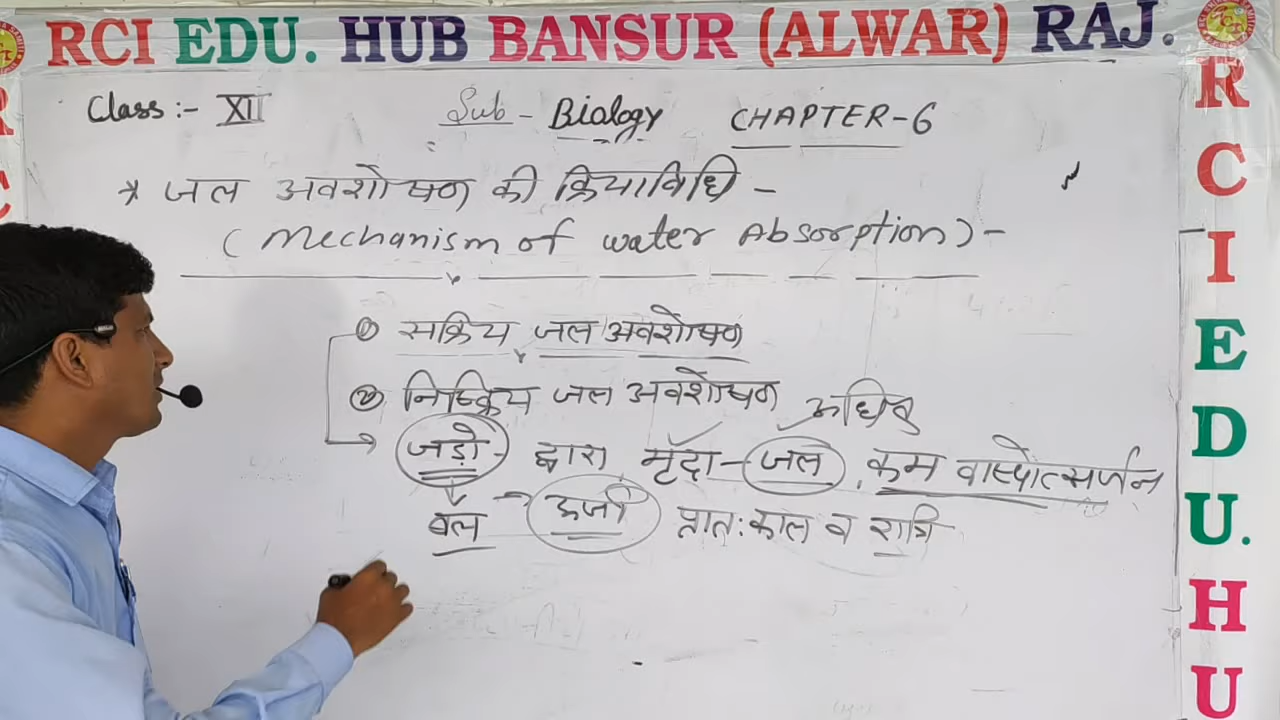 RCI EDU. HUB BANSUR (ALWAR) RAJ.
Class :- XII Sub - Biology CHAPTER-6
* जल अवशोषण की क्रियाविधि -
( Mechanism of water Absorption ) -
① सक्रिय जल अवशोषण
② निष्क्रिय जल अवशोषण
जड़ो - द्वारा मृदा - जल, कम वाष्पोत्सर्जन
बल → ऊर्जा प्रातः काल व रात्रि
R C I E D U. H U